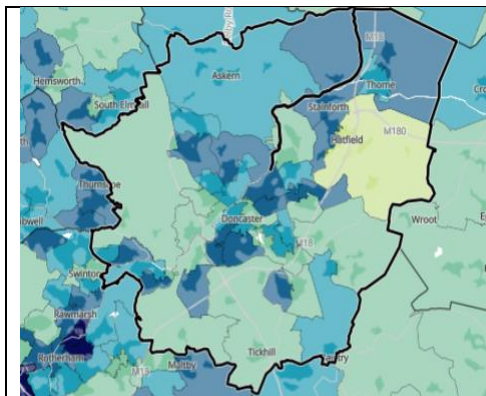 M18
Hemsworth
Askern
Thorne
South Elmsall
Stainforth
Hatfield
M180
Thurnscoe
Wroot
Doncaster
M18
Swinton
Rawmarsh
Tickhill
Rotherham
Maltby